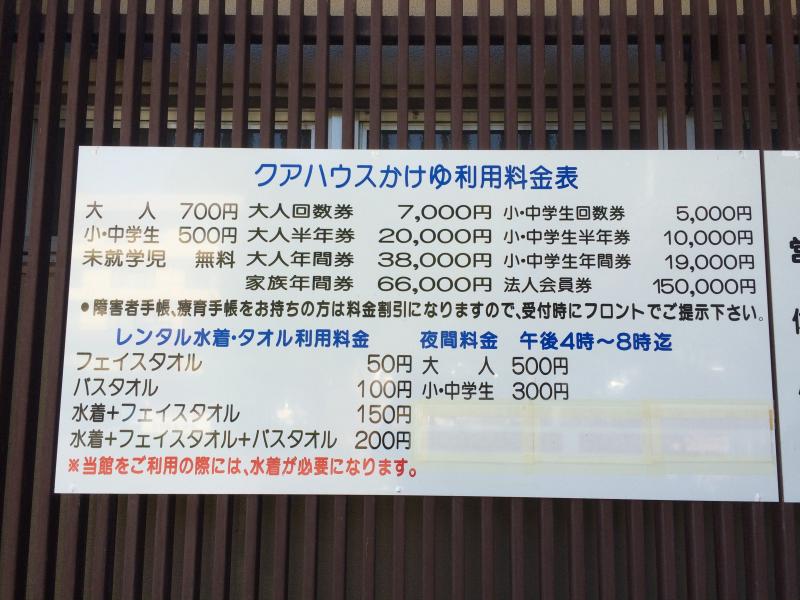 クアハウスかけゆ利用料金表
大人 700円 大人回数券 7,000円 小・中学生回数券 5,000円
小・中学生 500円 大人半年券 20,000円 小・中学生半年券 10,000円
未就学児 無料 大人年間券 38,000円 小・中学生年間券 19,000円
家族年間券 66,000円 法人会員券 150,000円
●障害者手帳、療育手帳をお持ちの方は料金割引になりますので、受付時にフロントでご提示下さい。
レンタル水着・タオル利用料金 夜間料金 午後4時〜8時迄
フェイスタオル 50円 大人 500円
バスタオル 100円 小・中学生 300円
水着+フェイスタオル 150円
水着+フェイスタオル+バスタオル 200円
※当館をご利用の際には、水着が必要になります。